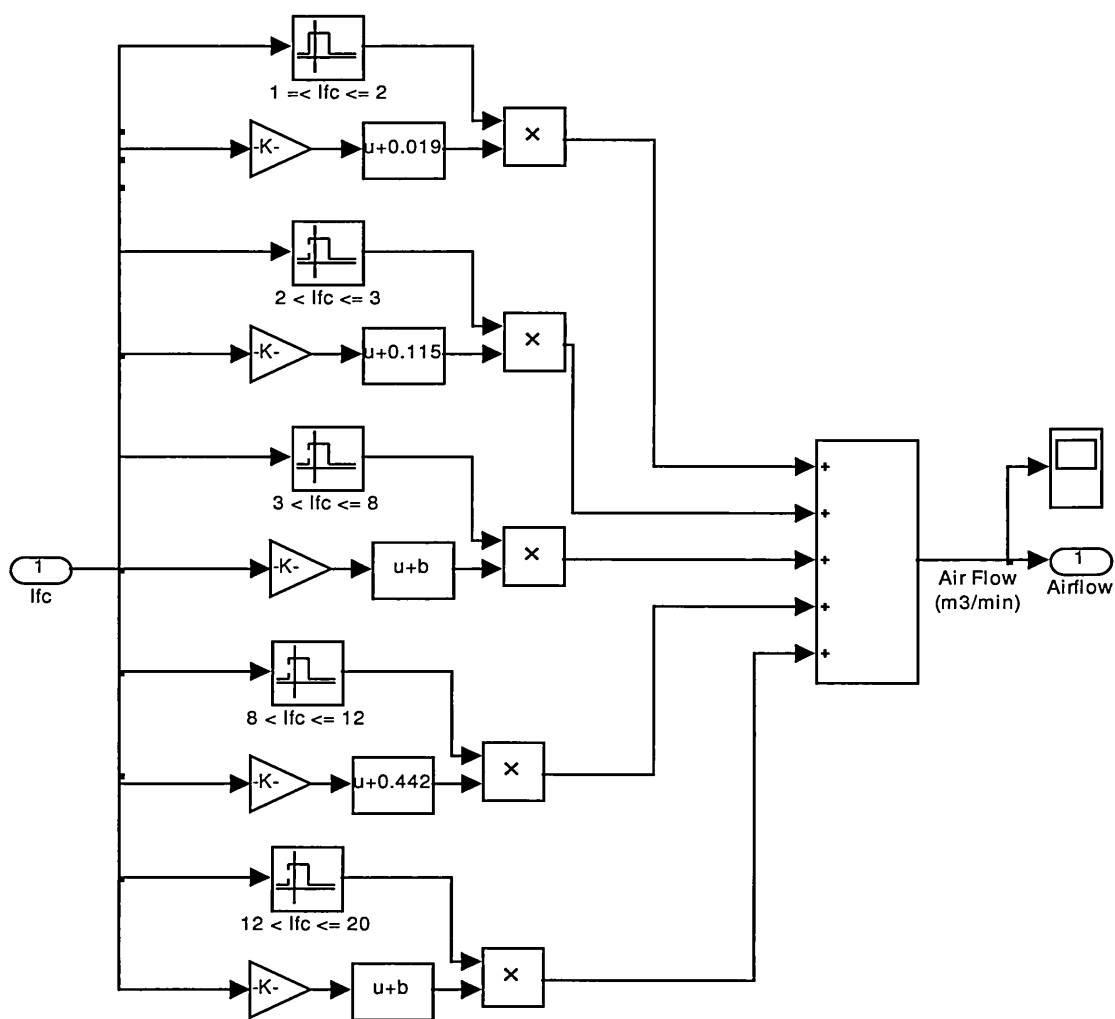 1 =< Ifc <= 2
-K-
u+0.019
×
2 < Ifc <= 3
-K-
u+0.115
×
3 < Ifc <= 8
-K-
u+b
×
1
Ifc
8 < Ifc <= 12
-K-
u+0.442
×
12 < Ifc <= 20
-K-
u+b
×
+
+
+
+
+
Air Flow
(m3/min)
1
Airflow